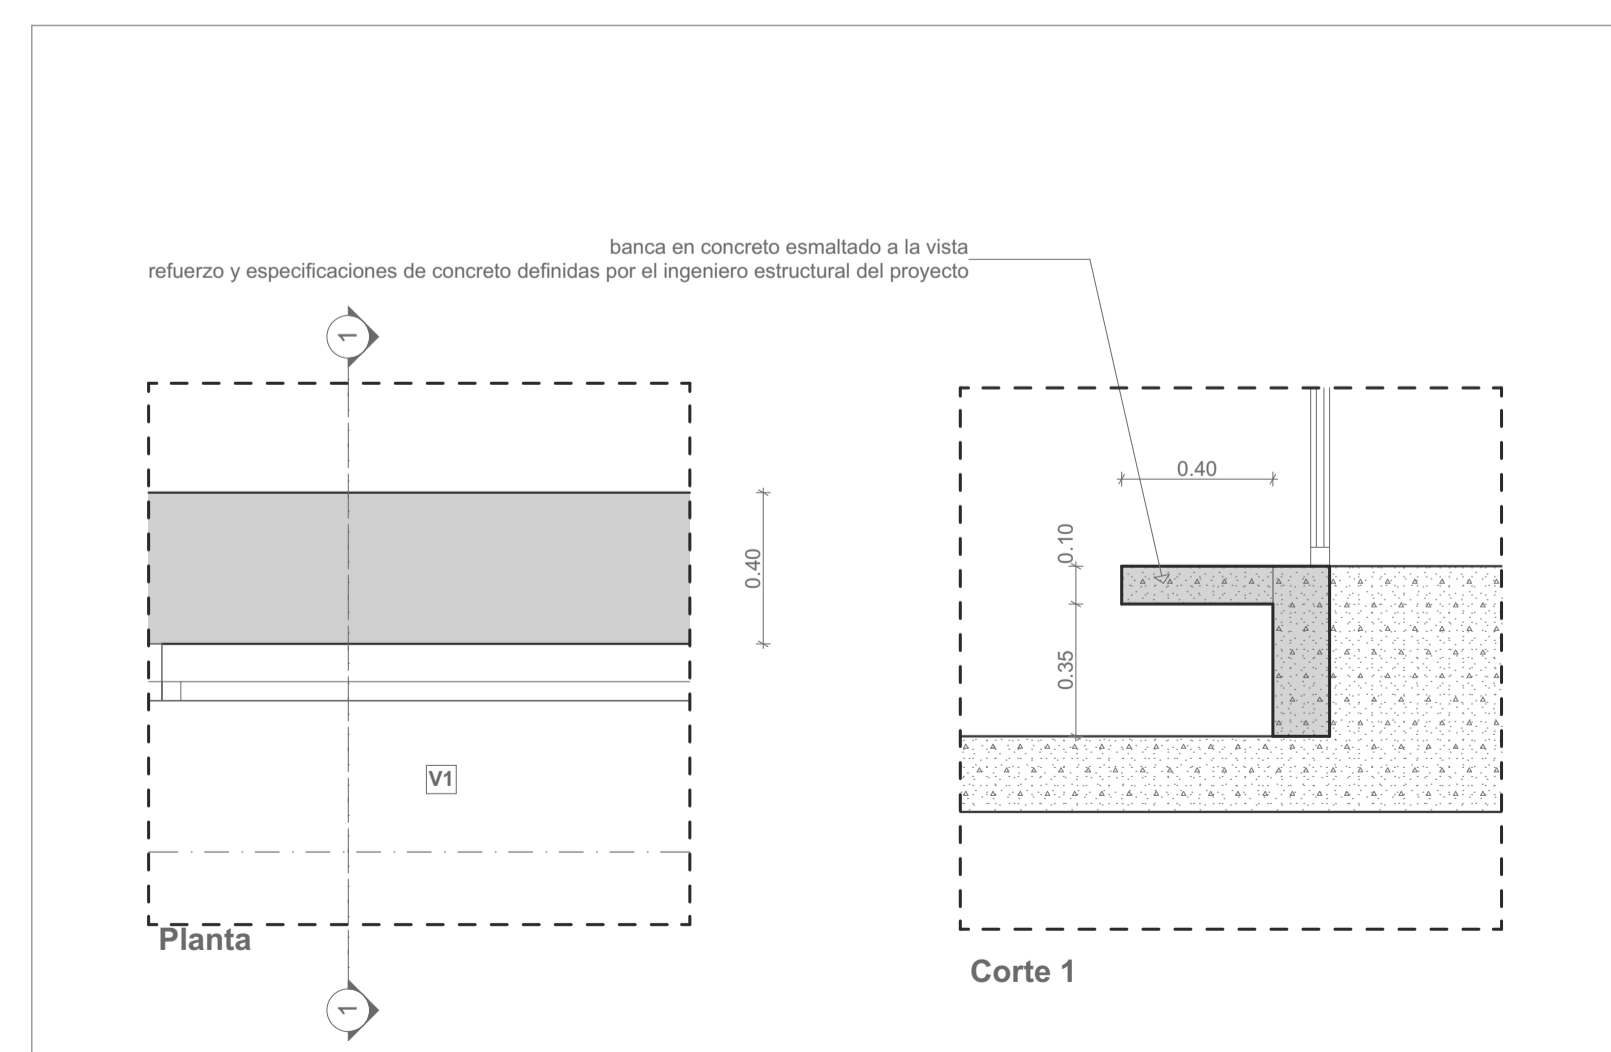 banca en concreto esmaltado a la vista
refuerzo y especificaciones de concreto definidas por el ingeniero estructural del proyecto
1
0.40
V1
Planta
1
0.40
0.10
0.35
Corte 1